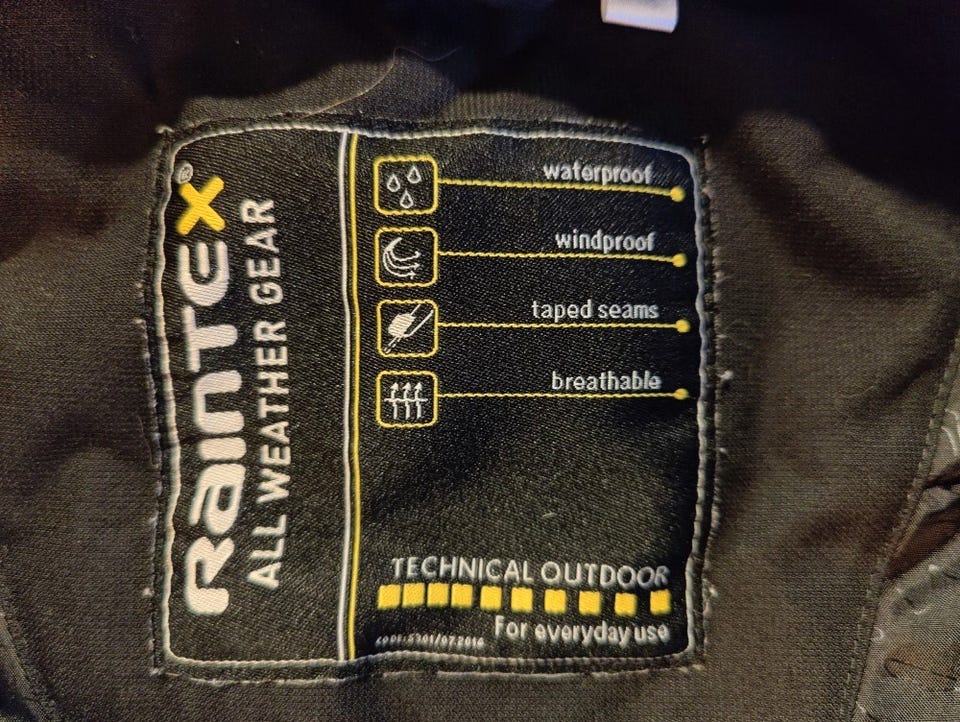 RainTEX®
ALL WEATHER GEAR
waterproof
windproof
taped seams
breathable
TECHNICAL OUTDOOR
For everyday use